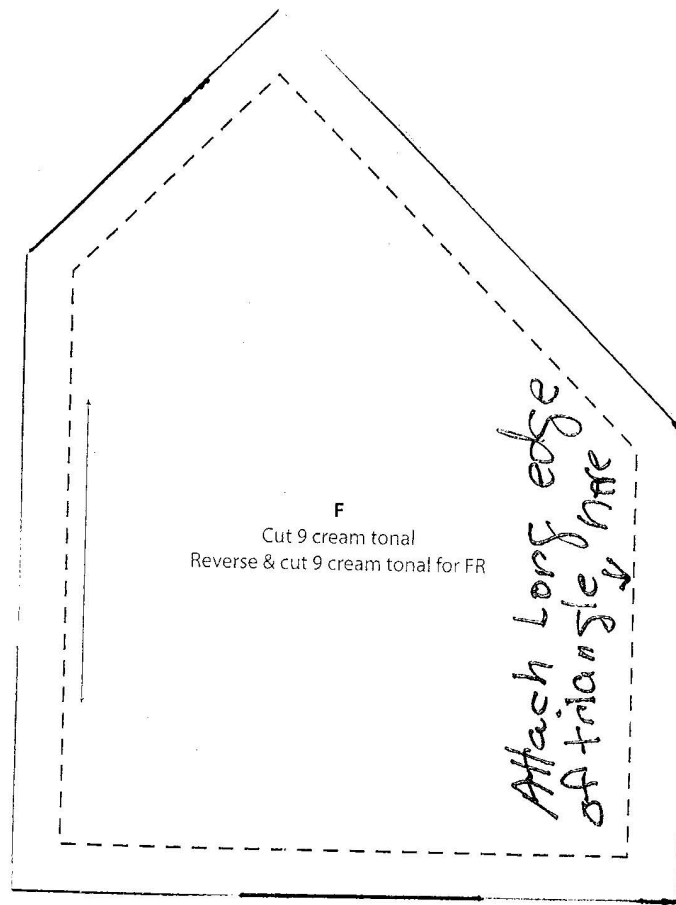 F
Cut 9 cream tonal
Reverse & cut 9 cream tonal for FR
Attach Long edge
of triangle here